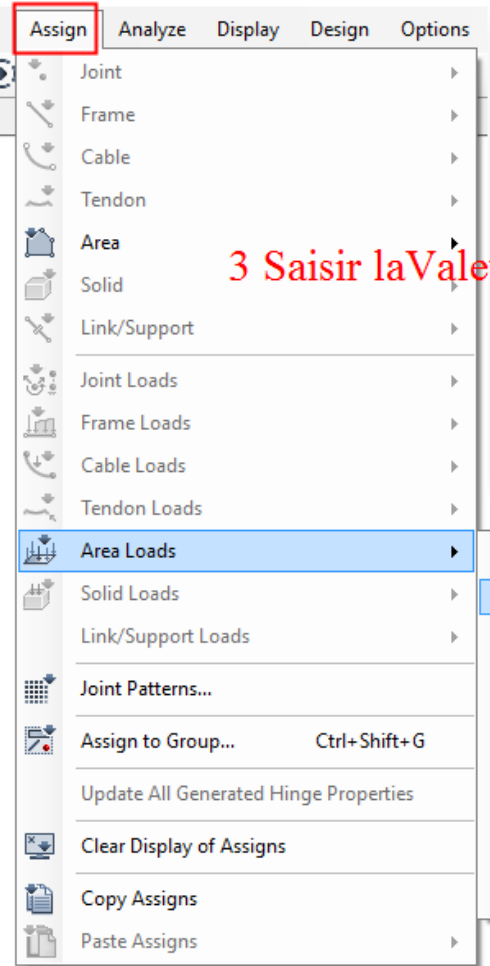 Assign Analyze Display Design Options
Joint
Frame
Cable
Tendon
Area
3 Saisir la
Solid
Link/Support
Joint Loads
Frame Loads
Cable Loads
Tendon Loads
Area Loads
Solid Loads
Link/Support Loads
Joint Patterns...
Assign to Group... Ctrl+Shift+G
Update All Generated Hinge Properties
Clear Display of Assigns
Copy Assigns
Paste Assigns